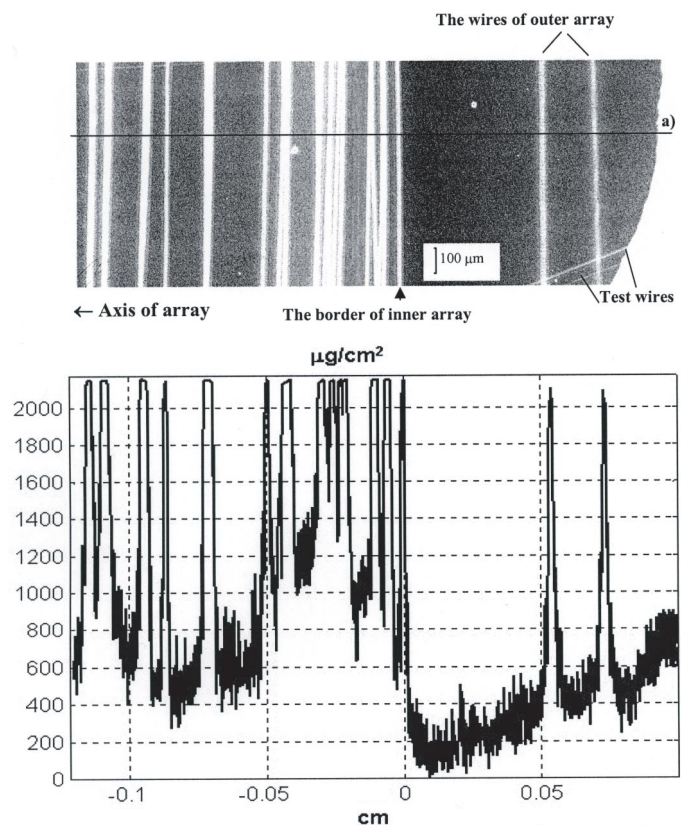 The wires of outer array
a)
100 μm
Test wires
← Axis of array
The border of inner array
μg/cm²
2000
1800
1600
1400
1200
1000
800
600
400
200
0
-0.1
-0.05
0
0.05
cm